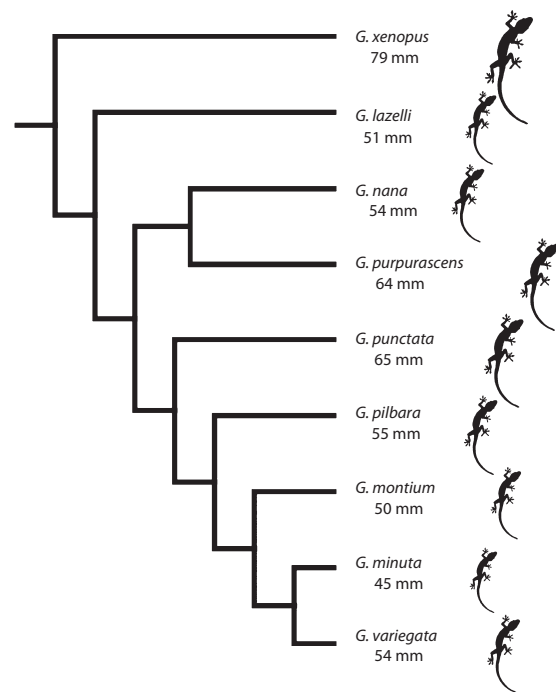 G. xenopus
79 mm
G. lazelli
51 mm
G. nana
54 mm
G. purpurascens
64 mm
G. punctata
65 mm
G. pilbara
55 mm
G. montium
50 mm
G. minuta
45 mm
G. variegata
54 mm